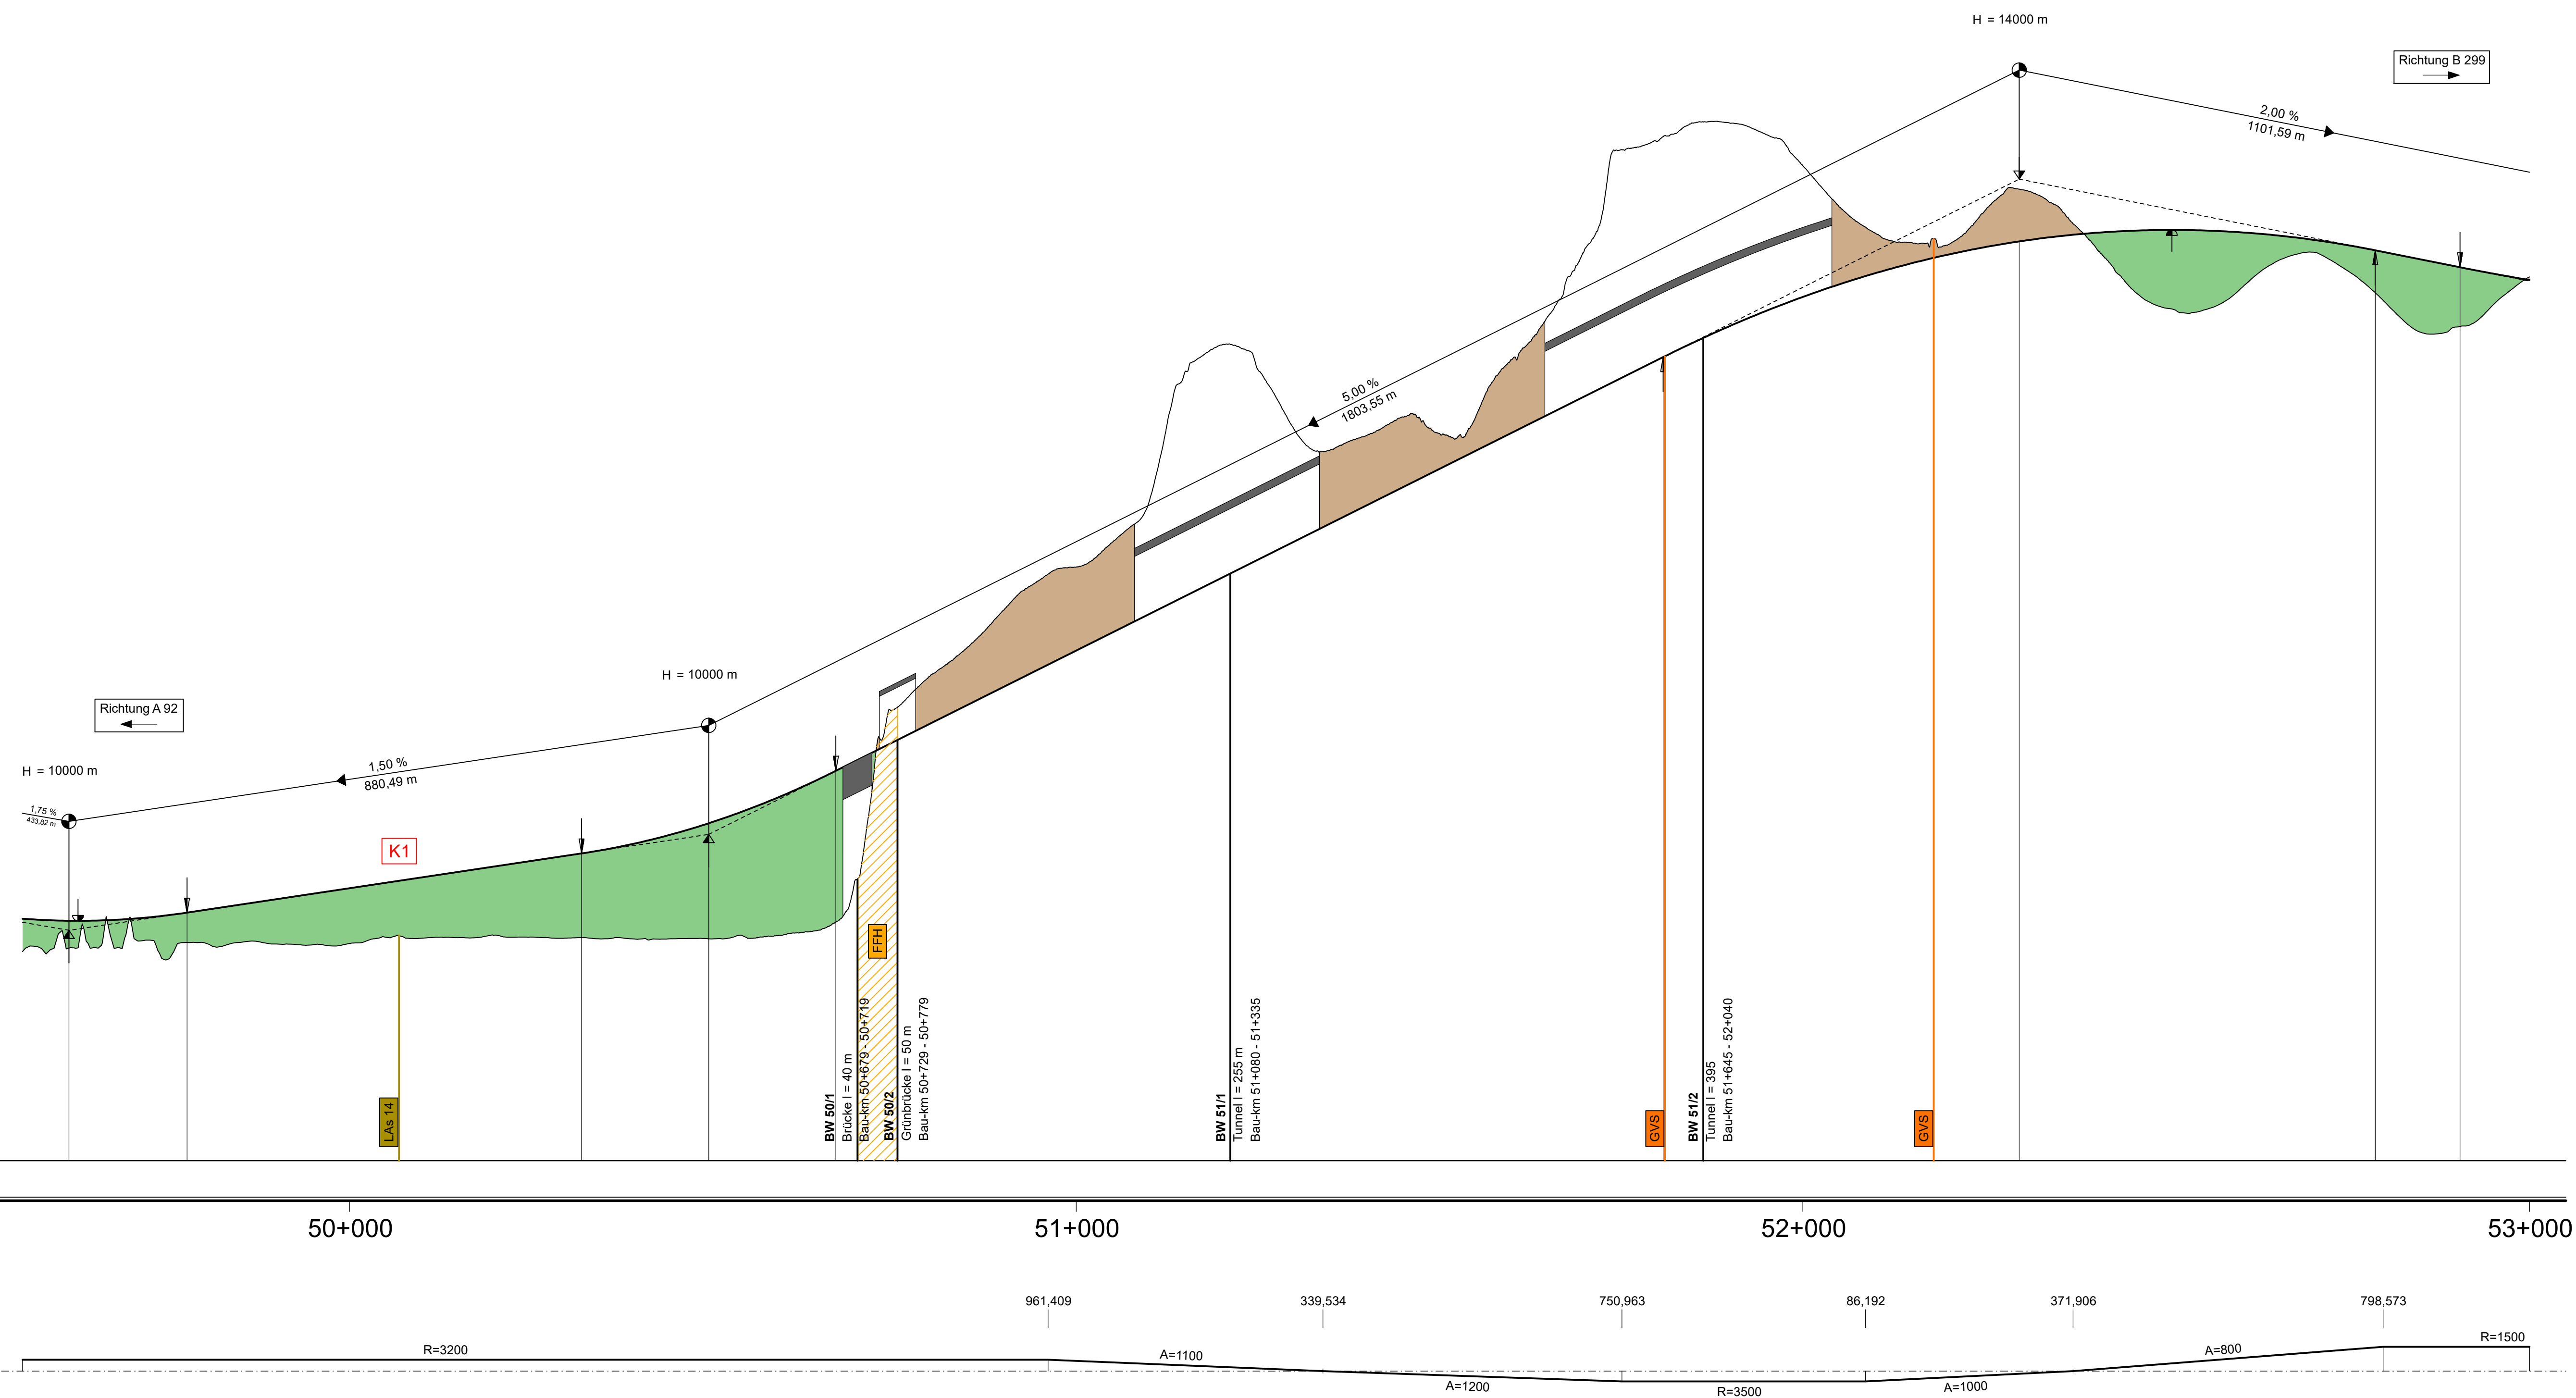 H = 14000 m
Richtung B 299
2,00 %
1101,59 m
5,00 %
1803,55 m
H = 10000 m
Richtung A 92
1,50 %
880,49 m
H = 10000 m
1,75 %
433,82 m
K1
FFH
LAs 14
BW 50/1
Brücke l = 40 m
Bau-km 50+679 - 50+719
BW 50/2
Grünbrücke l = 50 m
Bau-km 50+729 - 50+779
BW 51/1
Tunnel l = 255 m
Bau-km 51+080 - 51+335
GVS
BW 51/2
Tunnel l = 395
Bau-km 51+645 - 52+040
GVS
50+000
51+000
52+000
53+000
961,409
339,534
750,963
86,192
371,906
798,573
R=3200
A=1100
A=1200
R=3500
A=1000
A=800
R=1500